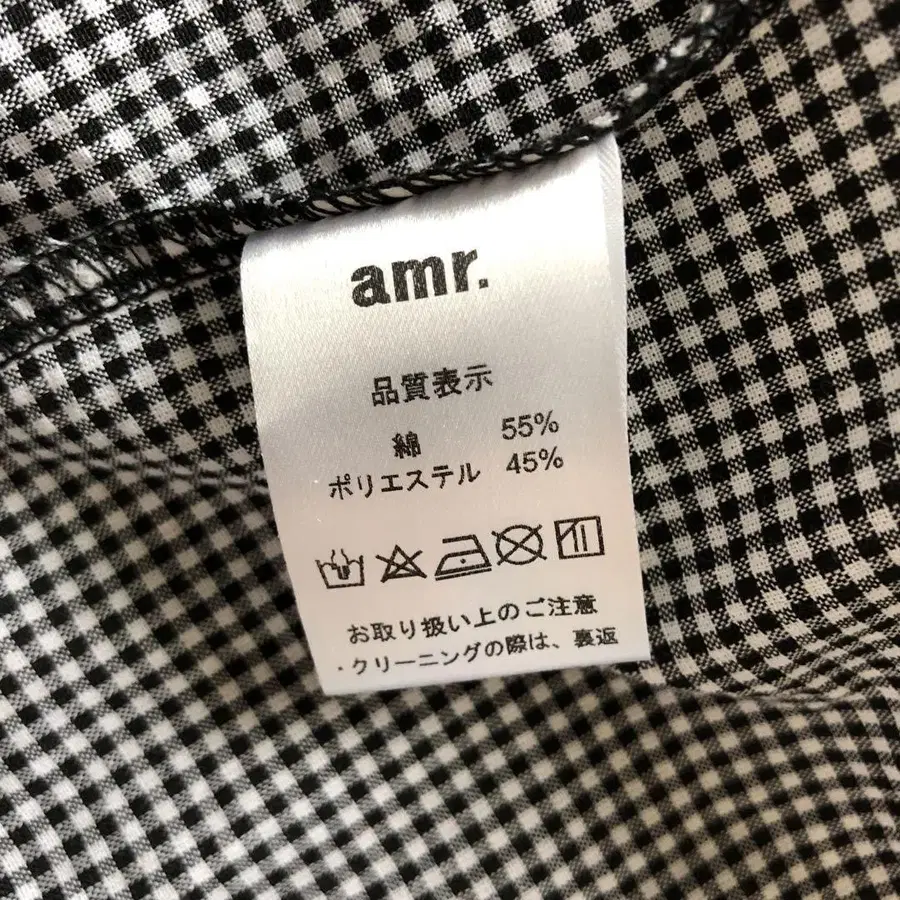 amr.
品質表示
綿 55%
ポリエステル 45%
お取り扱い上のご注意
・クリーニングの際は、裏返